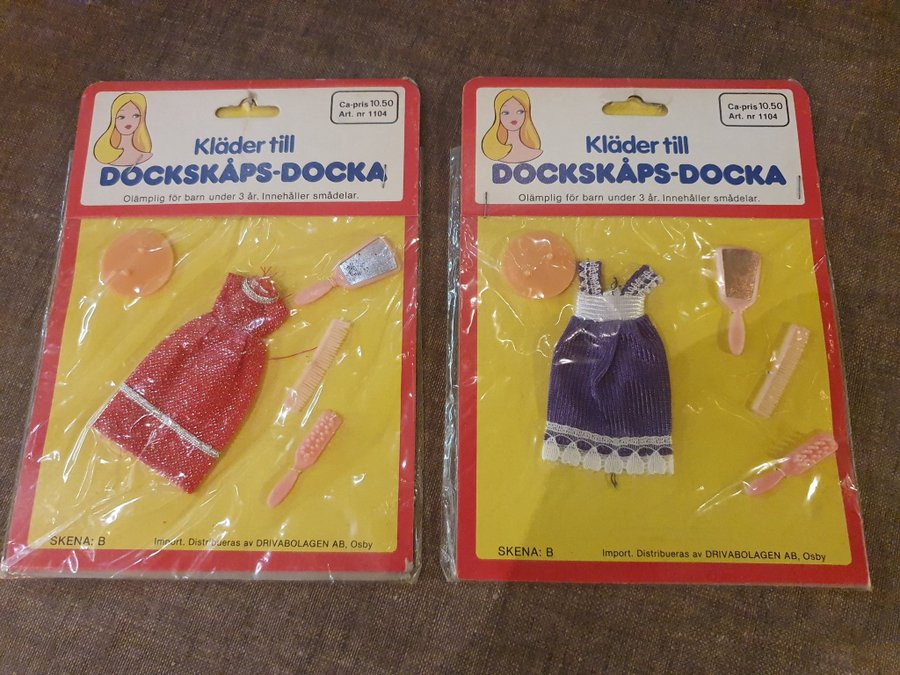 Ca-pris 10.50
Art. nr 1104
Kläder till
DOCKSKÅPS-DOCKA
Olämplig för barn under 3 år. Innehåller smådelar.
SKENA: B
Import. Distribueras av DRIVABOLAGEN AB, Osby
Ca-pris 10.50
Art. nr 1104
Kläder till
DOCKSKÅPS-DOCKA
Olämplig för barn under 3 år. Innehåller smådelar.
SKENA: B
Import. Distribueras av DRIVABOLAGEN AB, Osby